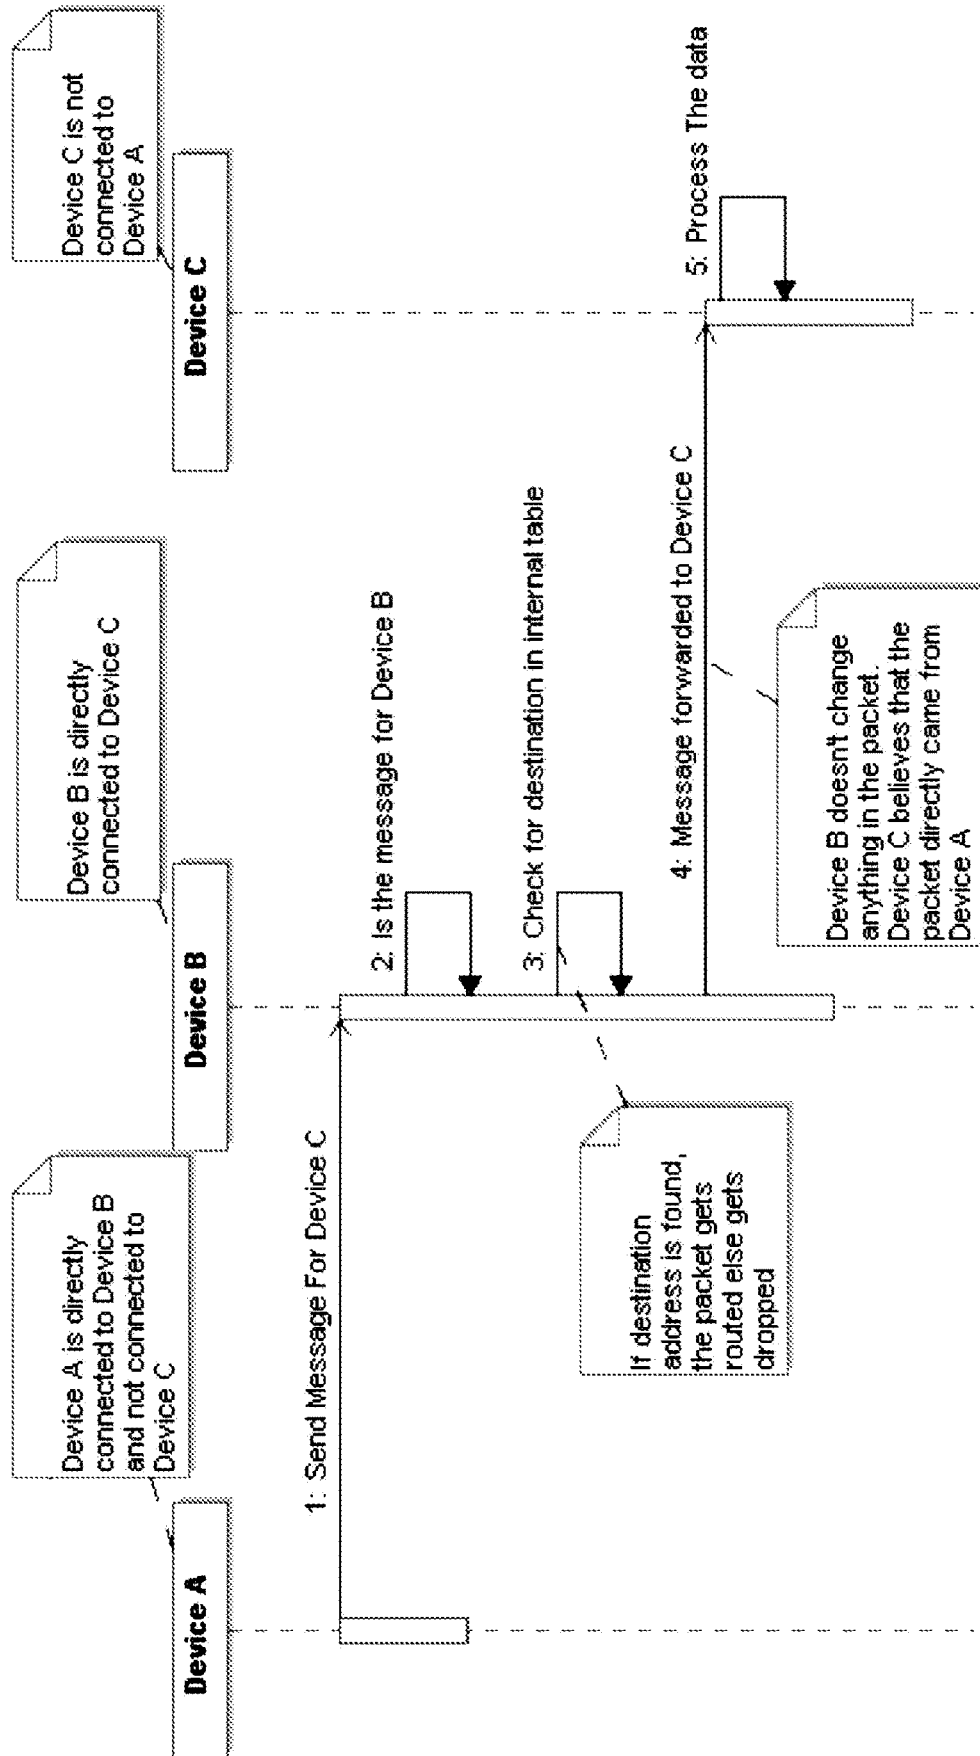 Device A is directly
connected to Device B
and not connected to
Device C
Device B is directly
connected to Device C
Device C is not
connected to
Device A
Device A
Device B
Device C
1: Send Message For Device C
2: Is the message for Device B
3: Check for destination in internal table
If destination
address is found,
the packet gets
routed else gets
dropped
4: Message forwarded to Device C
Device B doesn't change
anything in the packet.
Device C believes that the
packet directly came from
Device A
5: Process The data